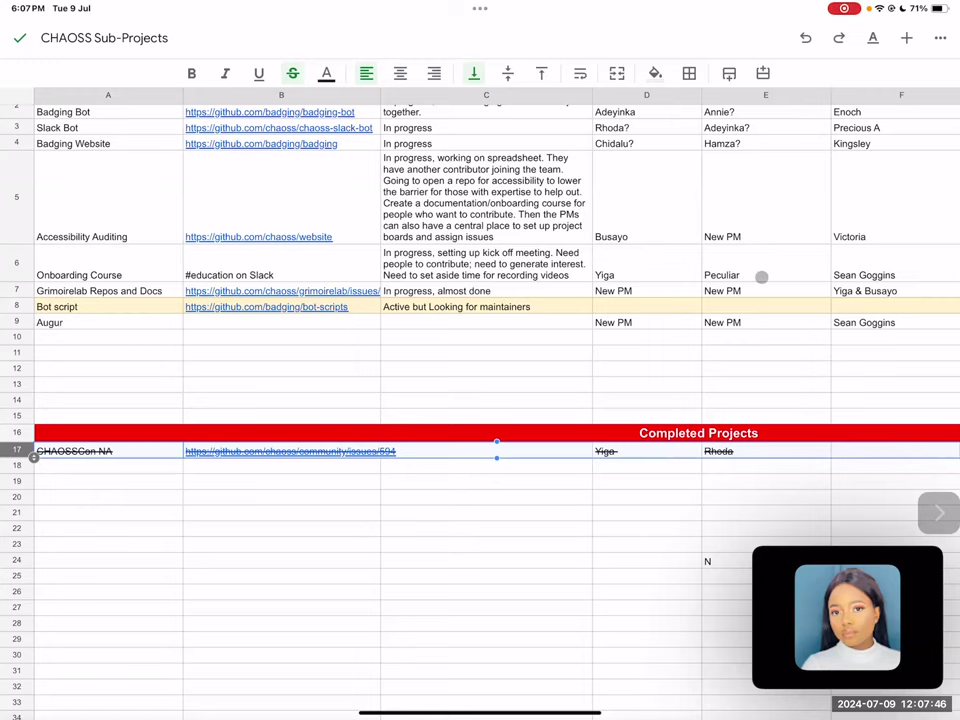 6:07 PM Tue 9 Jul
71%
CHAOSS Sub-Projects
B I U S A
A B C D E F
2 Badging Bot https://github.com/badging/badging-bot together. Adeyinka Annie? Enoch
3 Slack Bot https://github.com/chaoss/chaoss-slack-bot In progress Rhoda? Adeyinka? Precious A
4 Badging Website https://github.com/badging/badging In progress Chidalu? Hamza? Kingsley
In progress, working on spreadsheet. They
have another contributor joining the team.
Going to open a repo for accessibility to lower
the barrier for those with expertise to help out.
5 Create a documentation/onboarding course for
people who want to contribute. Then the PMs
can also have a central place to set up project
Accessibility Auditing https://github.com/chaoss/website boards and assign issues Busayo New PM Victoria
In progress, setting up kick off meeting. Need
6 people to contribute; need to generate interest.
Onboarding Course #education on Slack Need to set aside time for recording videos Yiga Peculiar Sean Goggins
7 Grimoirelab Repos and Docs https://github.com/chaoss/grimoirelab/issues/ In progress, almost done New PM New PM Yiga & Busayo
8 Bot script https://github.com/badging/bot-scripts Active but Looking for maintainers
9 Augur New PM New PM Sean Goggins
10
11
12
13
14
15
16 Completed Projects
17 CHAOSSCon NA https://github.com/chaoss/community/issues/594 Yiga Rhoda
18
19
20
21
22
23
24 N
25
26
27
28
29
30
31
32
33
34
2024-07-09 12:07:46